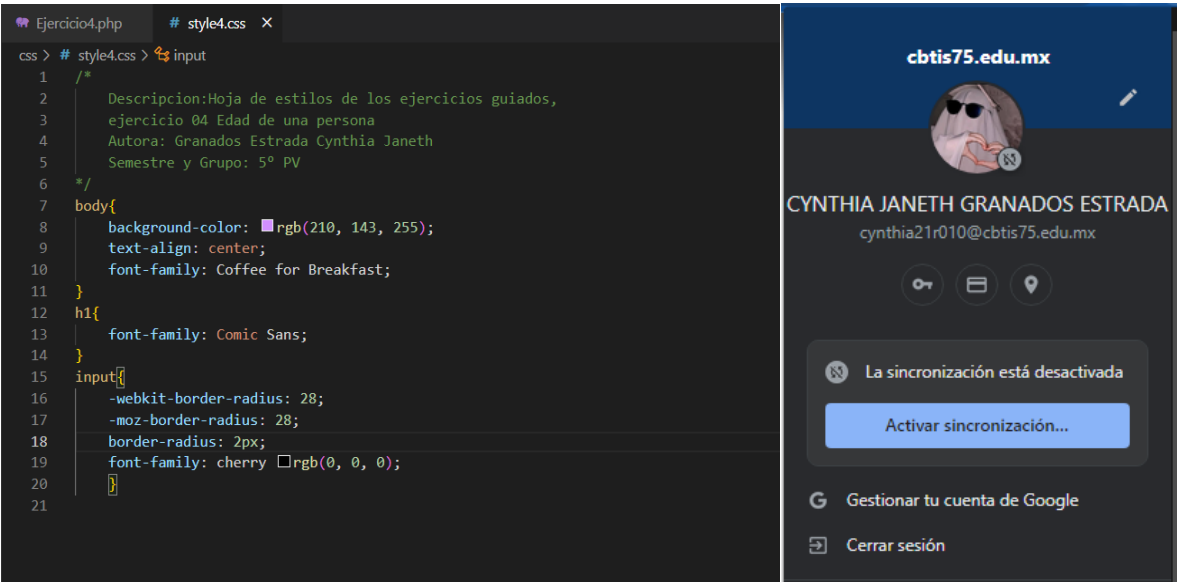 Ejercicio4.php
# style4.css ×
css > # style4.css > input
1 /*
2 Descripcion:Hoja de estilos de los ejercicios guiados,
3 ejercicio 04 Edad de una persona
4 Autora: Granados Estrada Cynthia Janeth
5 Semestre y Grupo: 5º PV
6 */
7 body{
8 background-color: rgb(210, 143, 255);
9 text-align: center;
10 font-family: Coffee for Breakfast;
11 }
12 h1{
13 font-family: Comic Sans;
14 }
15 input{
16 -webkit-border-radius: 28;
17 -moz-border-radius: 28;
18 border-radius: 2px;
19 font-family: cherry rgb(0, 0, 0);
20 }
21
cbtis75.edu.mx
CYNTHIA JANETH GRANADOS ESTRADA
cynthia21r010@cbtis75.edu.mx
La sincronización está desactivada
Activar sincronización...
G Gestionar tu cuenta de Google
Cerrar sesión